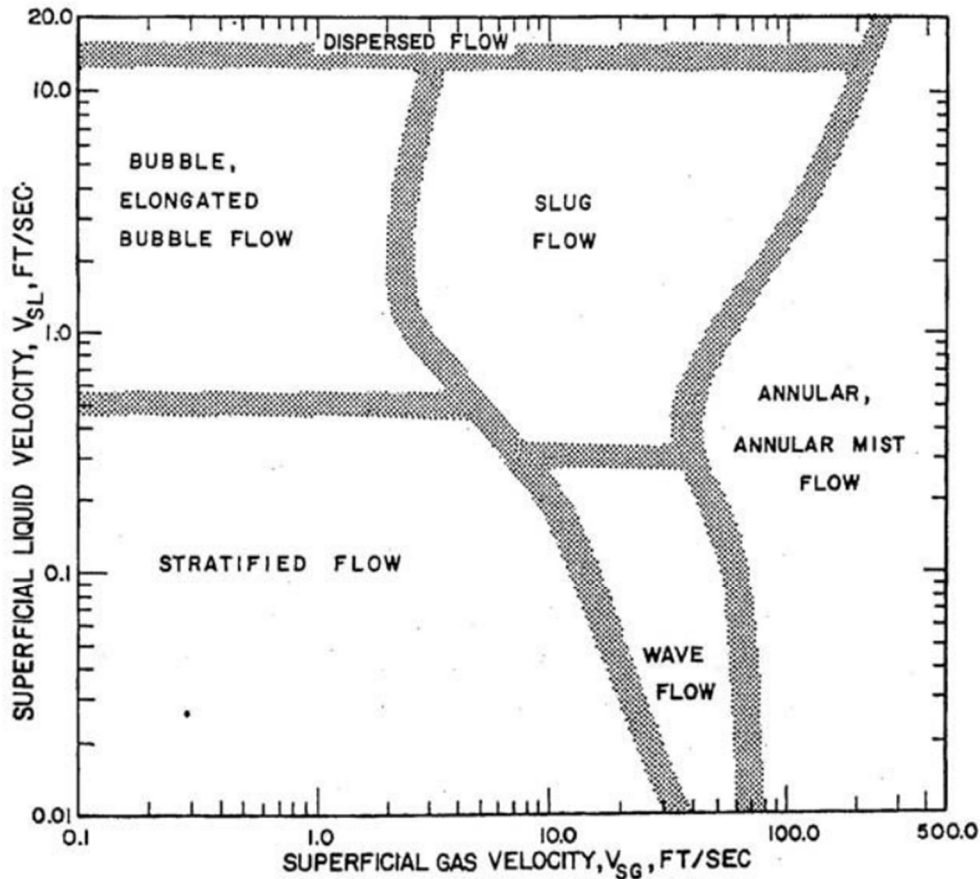 20.0
10.0
1.0
0.1
0.01
SUPERFICIAL LIQUID VELOCITY, VSL, FT/SEC.
DISPERSED FLOW
BUBBLE,
ELONGATED
BUBBLE FLOW
SLUG
FLOW
ANNULAR,
ANNULAR MIST
FLOW
STRATIFIED FLOW
WAVE
FLOW
0.1
1.0
10.0
100.0
500.0
SUPERFICIAL GAS VELOCITY, VSG, FT/SEC